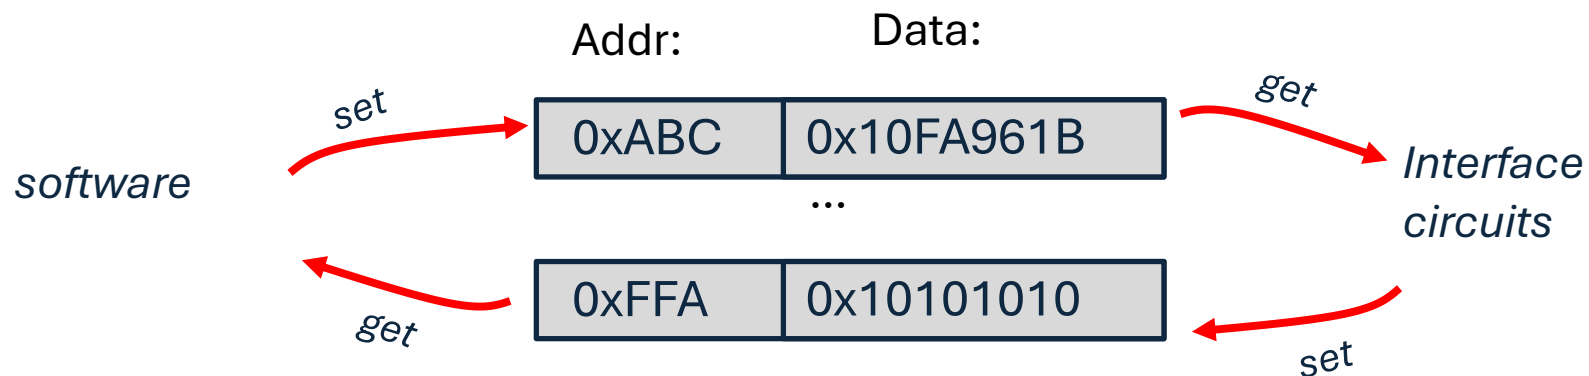 Addr:
Data:
set
get
0xABC
0x10FA961B
software
Interface
circuits
...
0xFFA
0x10101010
get
set